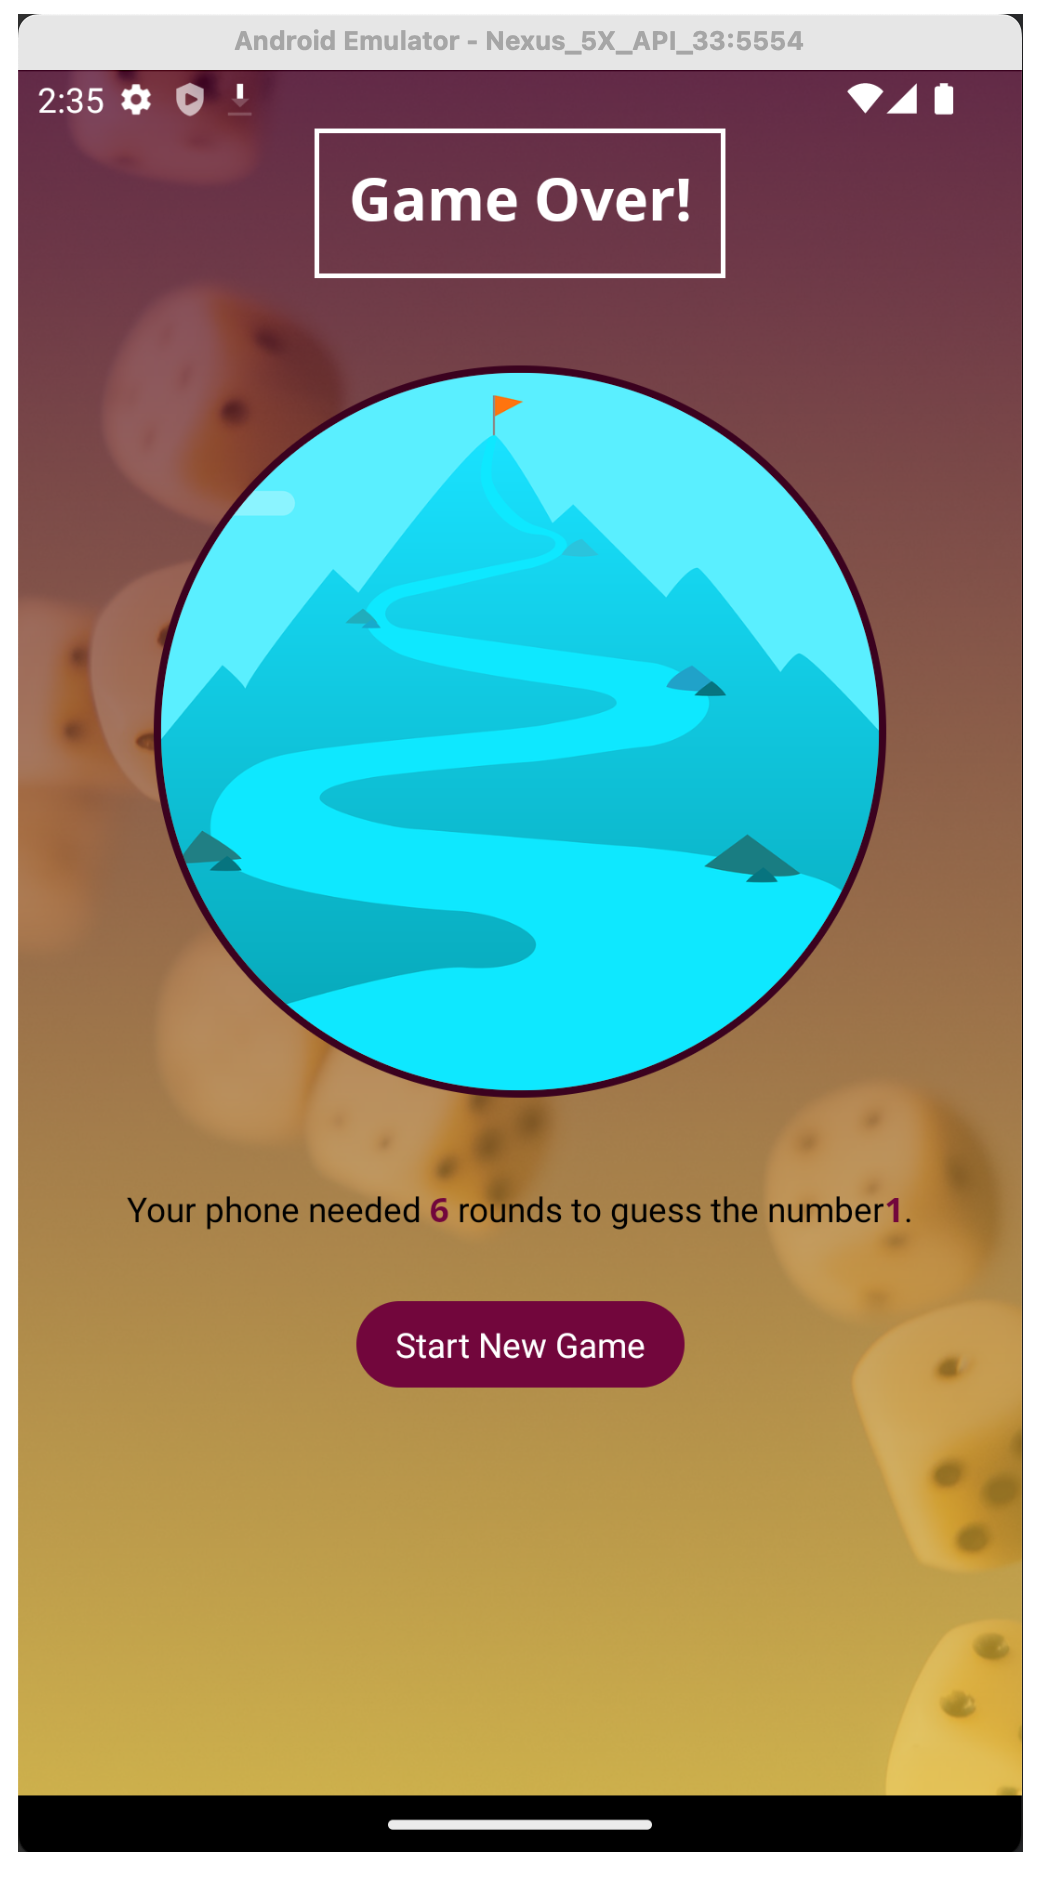 Android Emulator - Nexus_5X_API_33:5554
2:35
Game Over!
Your phone needed 6 rounds to guess the number1.
Start New Game